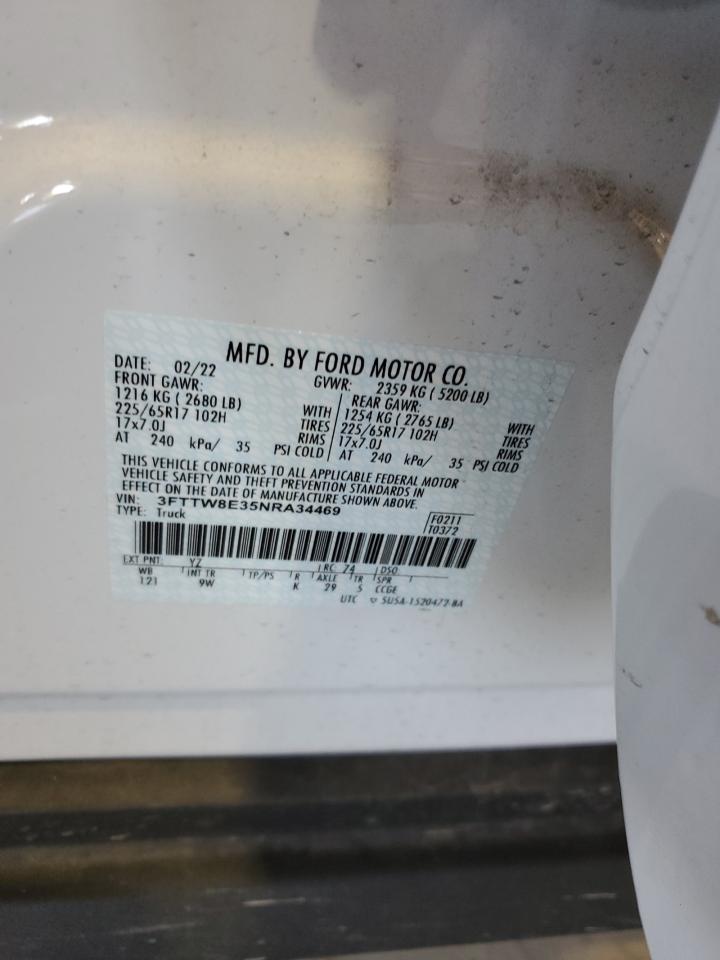 MFD. BY FORD MOTOR CO.
DATE: 02/22 GVWR: 2359 KG ( 5200 LB)
FRONT GAWR: REAR GAWR:
1216 KG ( 2680 LB) WITH 1254 KG ( 2765 LB) WITH
225/65R17 102H TIRES 225/65R17 102H TIRES
17x7.0J RIMS 17x7.0J RIMS
AT 240 kPa/ 35 PSI COLD AT 240 kPa/ 35 PSI COLD
THIS VEHICLE CONFORMS TO ALL APPLICABLE FEDERAL MOTOR
VEHICLE SAFETY AND THEFT PREVENTION STANDARDS IN
EFFECT ON THE DATE OF MANUFACTURE SHOWN ABOVE.
VIN: 3FTTW8E35NRA34469 F0211
TYPE: Truck T0372
EXT PNT: YZ RC: 74 DSO:
WB INT TR TP/PS R AXLE TR SPR
121 9W K 29 5 CCGE
UTC ▽ 5USA-1520472-BA